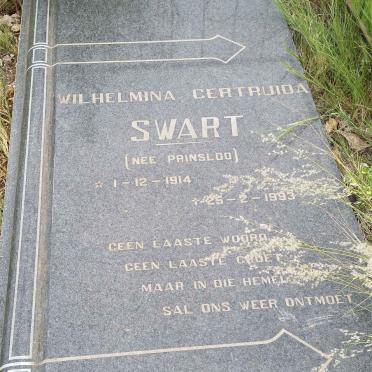 WILHELMINA GERTRUIDA
SWART
(NEE PRINSLOO)
☆ 1-12-1914
+25-2-1993
GEEN LAASTE WOORD
GEEN LAASTE GROET
MAAR IN DIE HEMEL
SAL ONS WEER ONTMOET